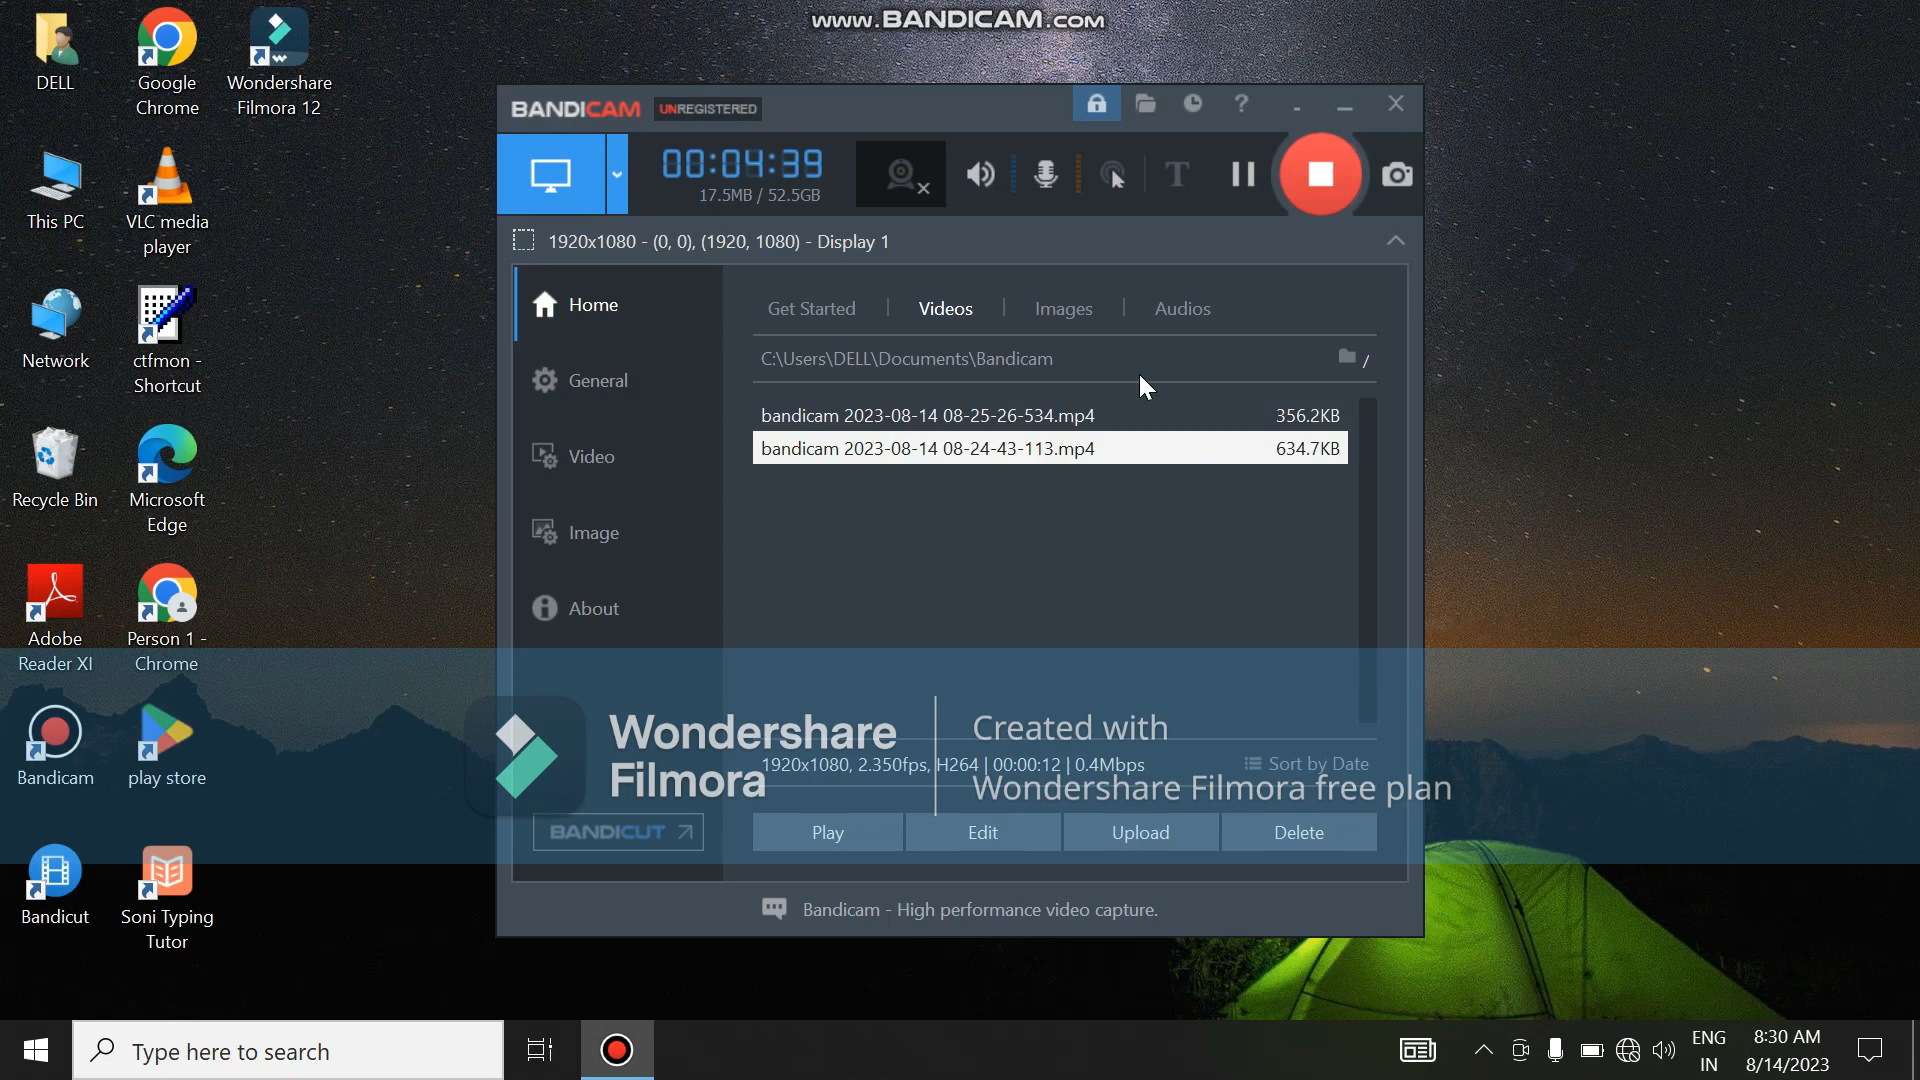 www.BANDICAM.com
DELL
Google
Chrome
Wondershare
Filmora 12
This PC
VLC media
player
Network
ctfmon -
Shortcut
Recycle Bin
Microsoft
Edge
Adobe
Reader XI
Person 1 -
Chrome
Bandicam
play store
Bandicut
Soni Typing
Tutor
BANDICAM UNREGISTERED
?
00:04:39
17.5MB / 52.5GB
T
1920x1080 - (0, 0), (1920, 1080) - Display 1
Home
General
Video
Image
About
BANDICUT
Get Started | Videos | Images | Audios
C:\Users\DELL\Documents\Bandicam
/
bandicam 2023-08-14 08-25-26-534.mp4 356.2KB
bandicam 2023-08-14 08-24-43-113.mp4 634.7KB
Wondershare
Filmora
Created with
Wondershare Filmora free plan
1920x1080, 2.350fps, H264 | 00:00:12 | 0.4Mbps
Sort by Date
Play Edit Upload Delete
Bandicam - High performance video capture.
Type here to search
ENG
IN
8:30 AM
8/14/2023